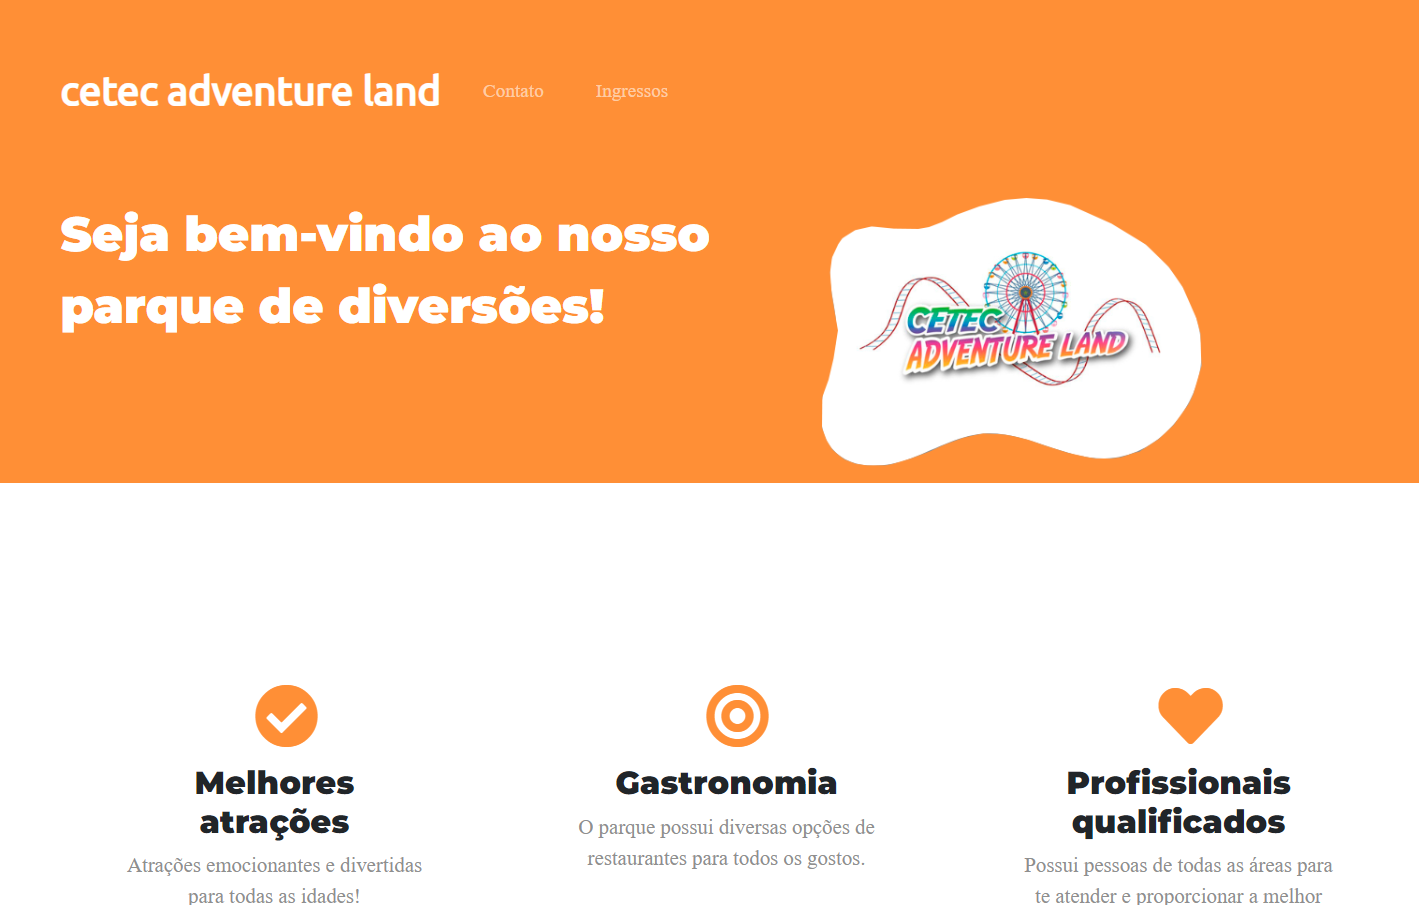 cetec adventure land
Contato
Ingressos
Seja bem-vindo ao nosso
parque de diversões!
CETEC
ADVENTURE LAND
Melhores
atrações
Atrações emocionantes e divertidas
para todas as idades!
Gastronomia
O parque possui diversas opções de
restaurantes para todos os gostos.
Profissionais
qualificados
Possui pessoas de todas as áreas para
te atender e proporcionar a melhor